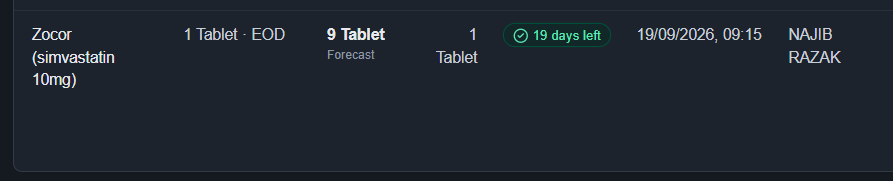 Zocor
(simvastatin
10mg)
1 Tablet · EOD
9 Tablet
Forecast
1
Tablet
19 days left
19/09/2026, 09:15
NAJIB
RAZAK